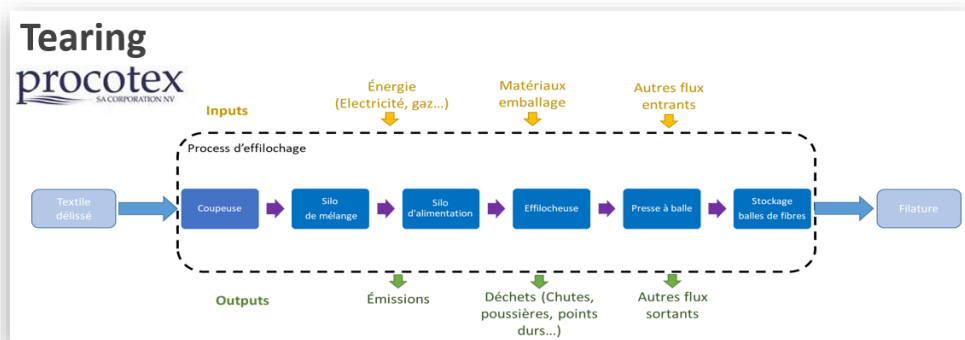 Tearing
procotex
SA CORPORATION NV
Inputs
Énergie
(Electricité, gaz...)
Matériaux
emballage
Autres flux
entrants
Process d'effilochage
Textile
délissé
Coupeuse
Silo
de mélange
Silo
d'alimentation
Effilocheuse
Presse à balle
Stockage
balles de fibres
Filature
Outputs
Émissions
Déchets (Chutes,
poussières, points
durs...)
Autres flux
sortants